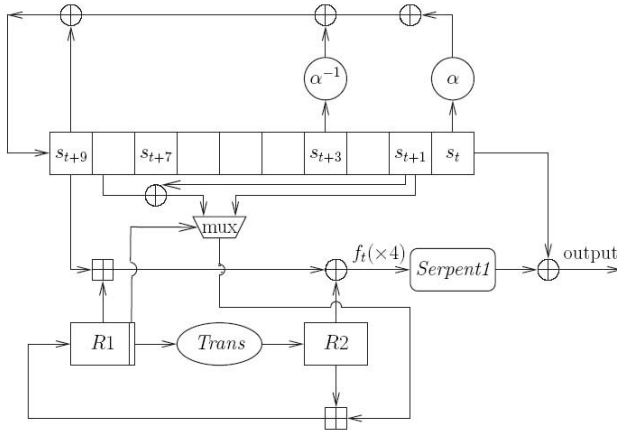 α⁻¹
α
s_{t+9} s_{t+7} s_{t+3} s_{t+1} s_t
mux
f_t(×4)
Serpent1
output
R1
Trans
R2